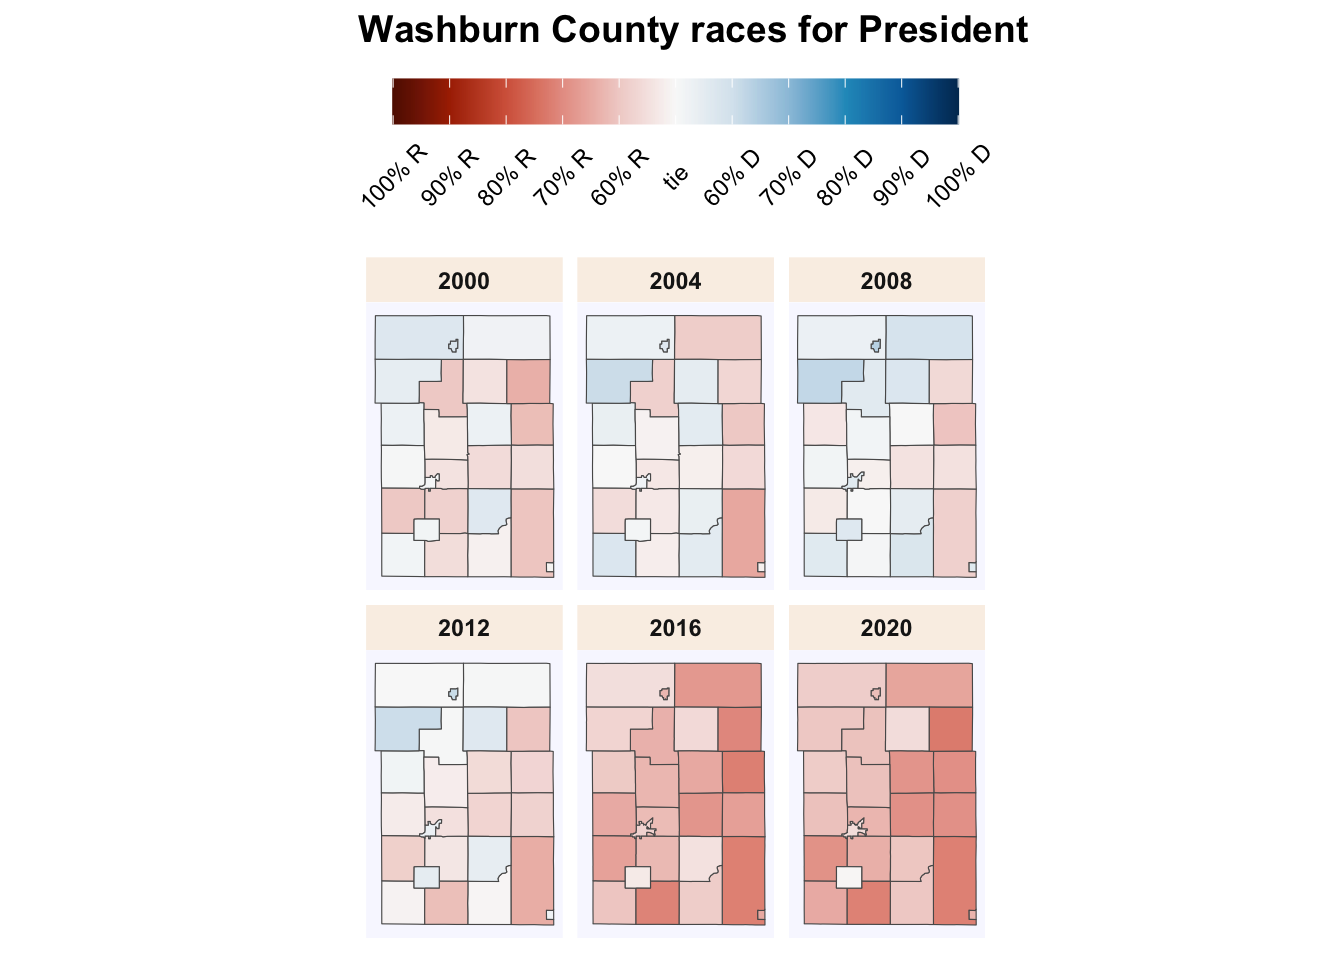 Washburn County races for President
100% R
90% R
80% R
70% R
60% R
tie
60% D
70% D
80% D
90% D
100% D
2000
2004
2008
2012
2016
2020